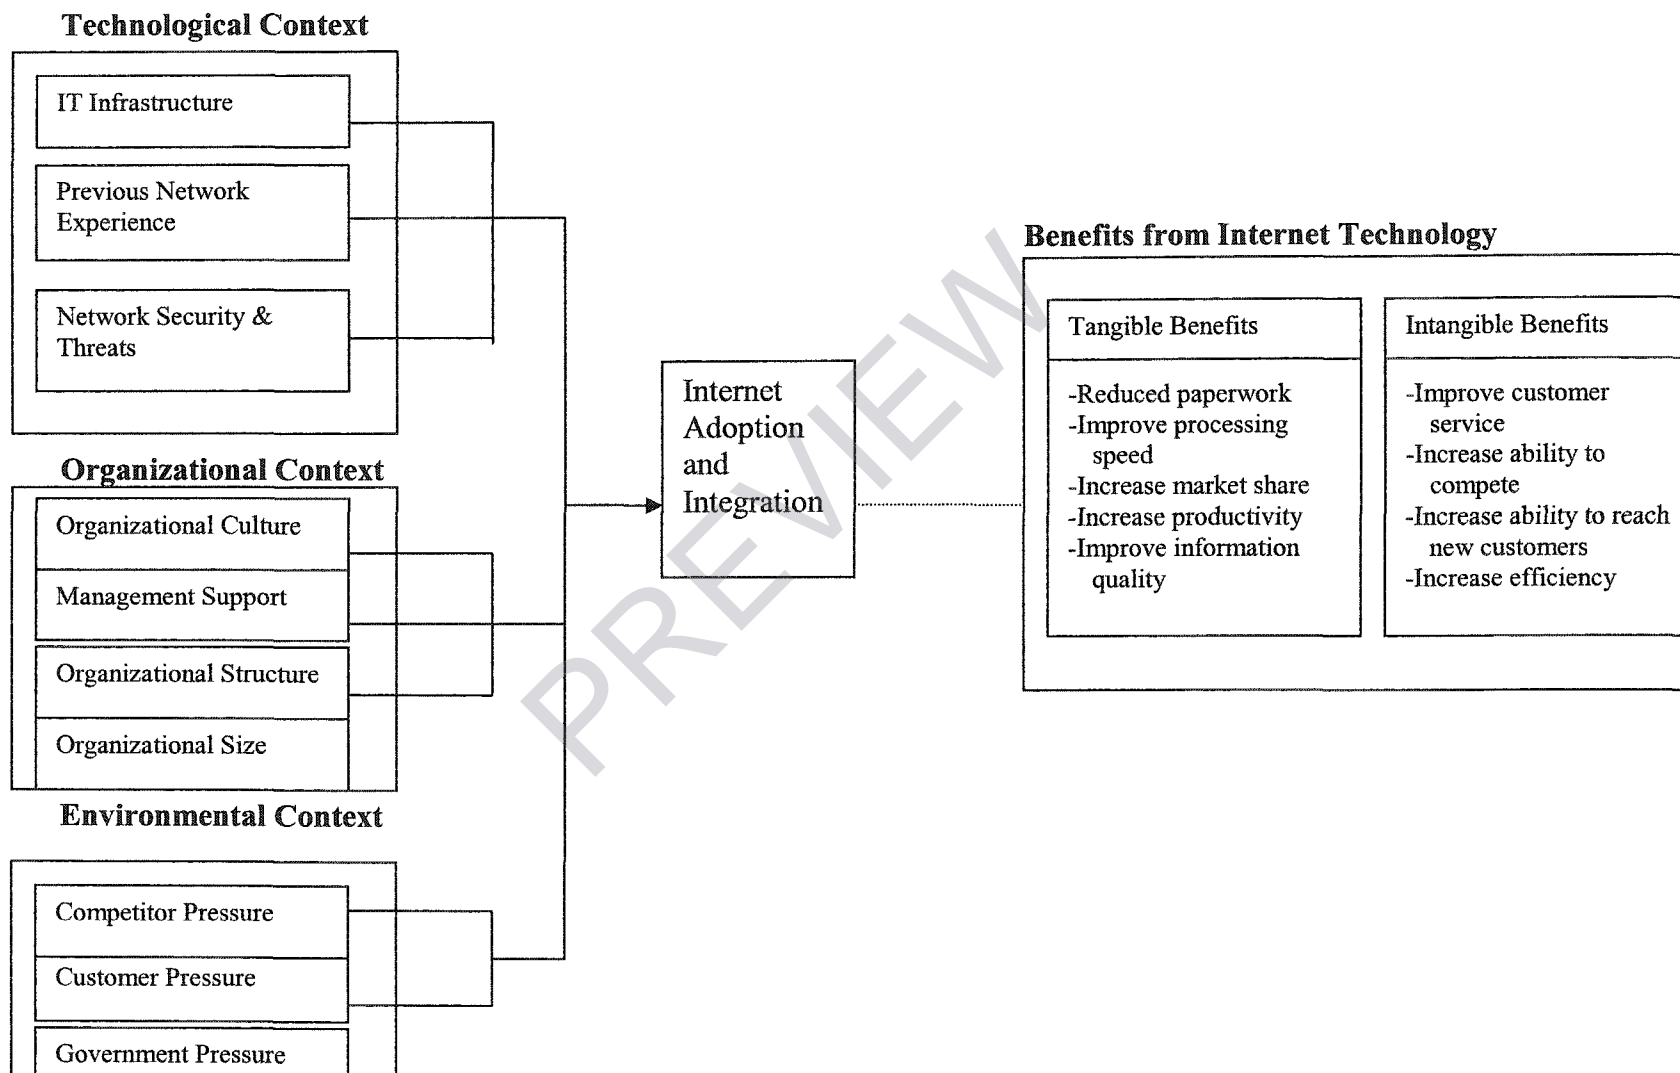 Technological Context
IT Infrastructure
Previous Network
Experience
Network Security &
Threats
Organizational Context
Organizational Culture
Management Support
Organizational Structure
Organizational Size
Environmental Context
Competitor Pressure
Customer Pressure
Government Pressure
Internet
Adoption
and
Integration
Benefits from Internet Technology
Tangible Benefits
-Reduced paperwork
-Improve processing
speed
-Increase market share
-Increase productivity
-Improve information
quality
Intangible Benefits
-Improve customer
service
-Increase ability to
compete
-Increase ability to reach
new customers
-Increase efficiency
PREVIEW